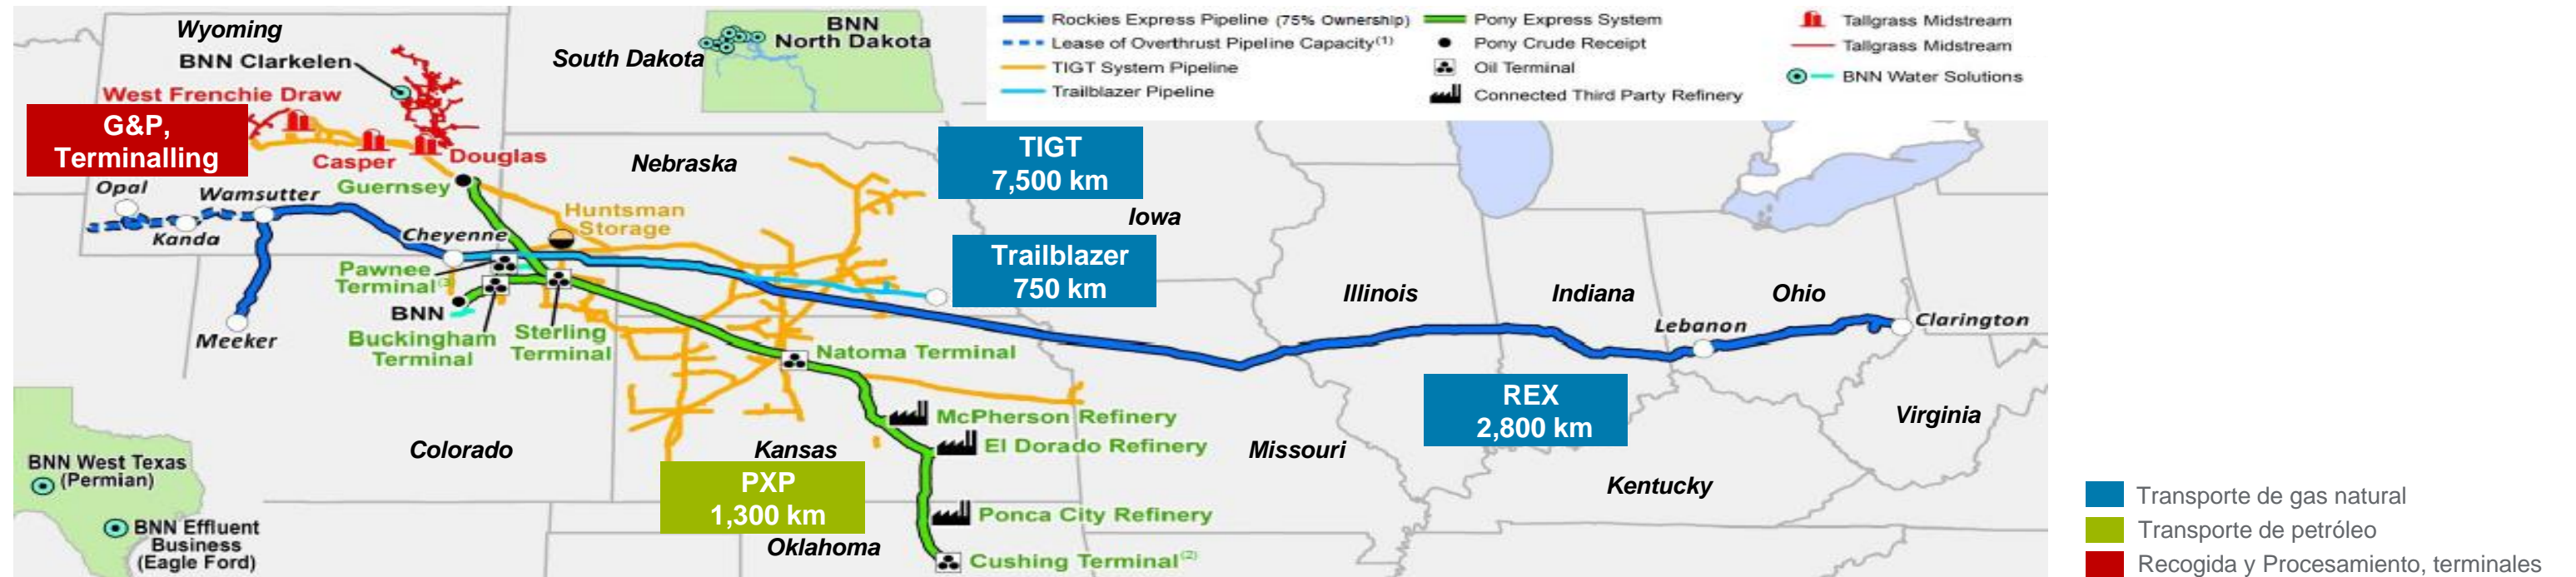 Wyoming
BNN Clarkelen
West Frenchie Draw
G&P,
Terminalling
Casper
Douglas
Guernsey
Opal
Wamsutter
Kanda
Cheyenne
Meeker
South Dakota
BNN
North Dakota
Nebraska
Huntsman
Storage
Pawnee
Terminal(3)
BNN
Buckingham
Terminal
Sterling
Terminal
Rockies Express Pipeline (75% Ownership)
Lease of Overthrust Pipeline Capacity(1)
TIGT System Pipeline
Trailblazer Pipeline
Pony Express System
Pony Crude Receipt
Oil Terminal
Connected Third Party Refinery
Tallgrass Midstream
Tallgrass Midstream
BNN Water Solutions
TIGT
7,500 km
Iowa
Trailblazer
750 km
Illinois
Indiana
Ohio
Lebanon
Clarington
Natoma Terminal
McPherson Refinery
El Dorado Refinery
Ponca City Refinery
Cushing Terminal(2)
REX
2,800 km
Virginia
Colorado
Kansas
Missouri
Kentucky
PXP
1,300 km
Oklahoma
BNN West Texas
(Permian)
BNN Effluent
Business
(Eagle Ford)
Transporte de gas natural
Transporte de petróleo
Recogida y Procesamiento, terminales